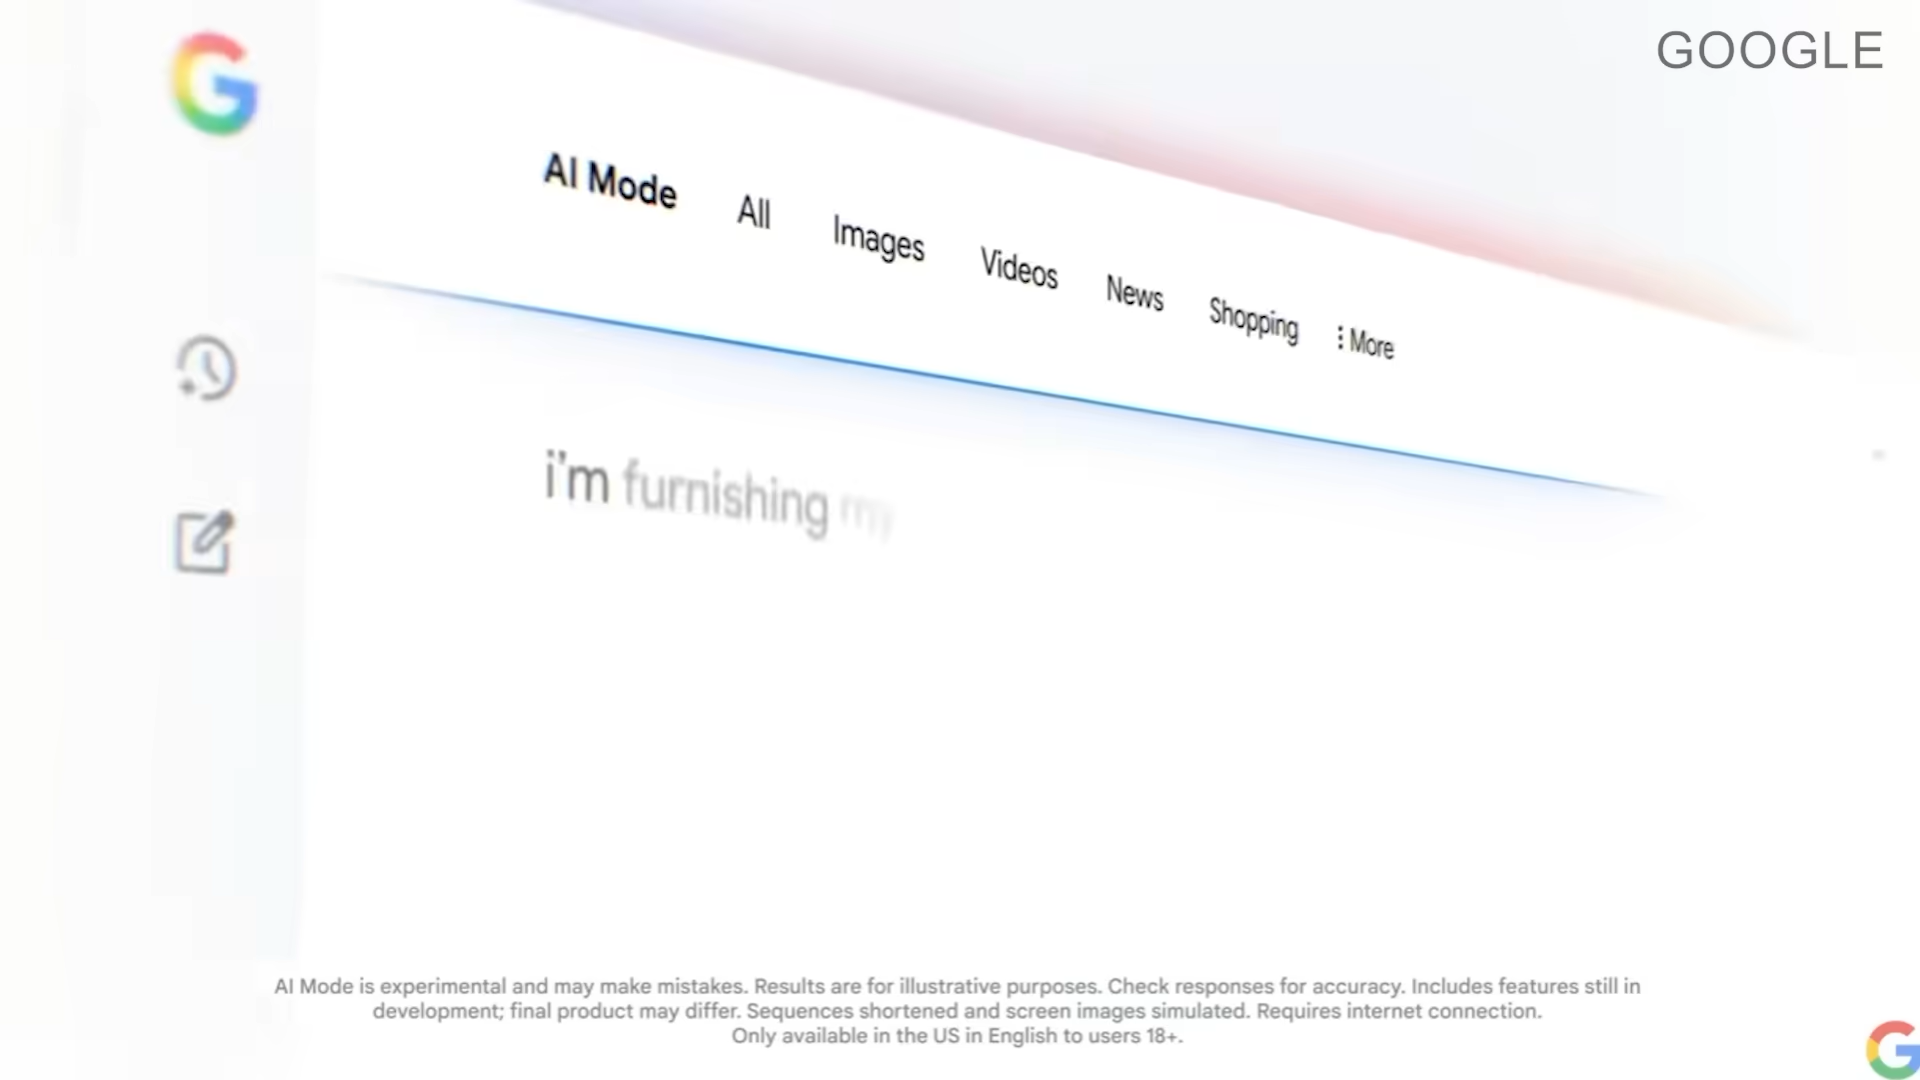 GOOGLE
AI Mode All Images Videos News Shopping ⋮ More
i'm furnishing my
AI Mode is experimental and may make mistakes. Results are for illustrative purposes. Check responses for accuracy. Includes features still in
development; final product may differ. Sequences shortened and screen images simulated. Requires internet connection.
Only available in the US in English to users 18+.